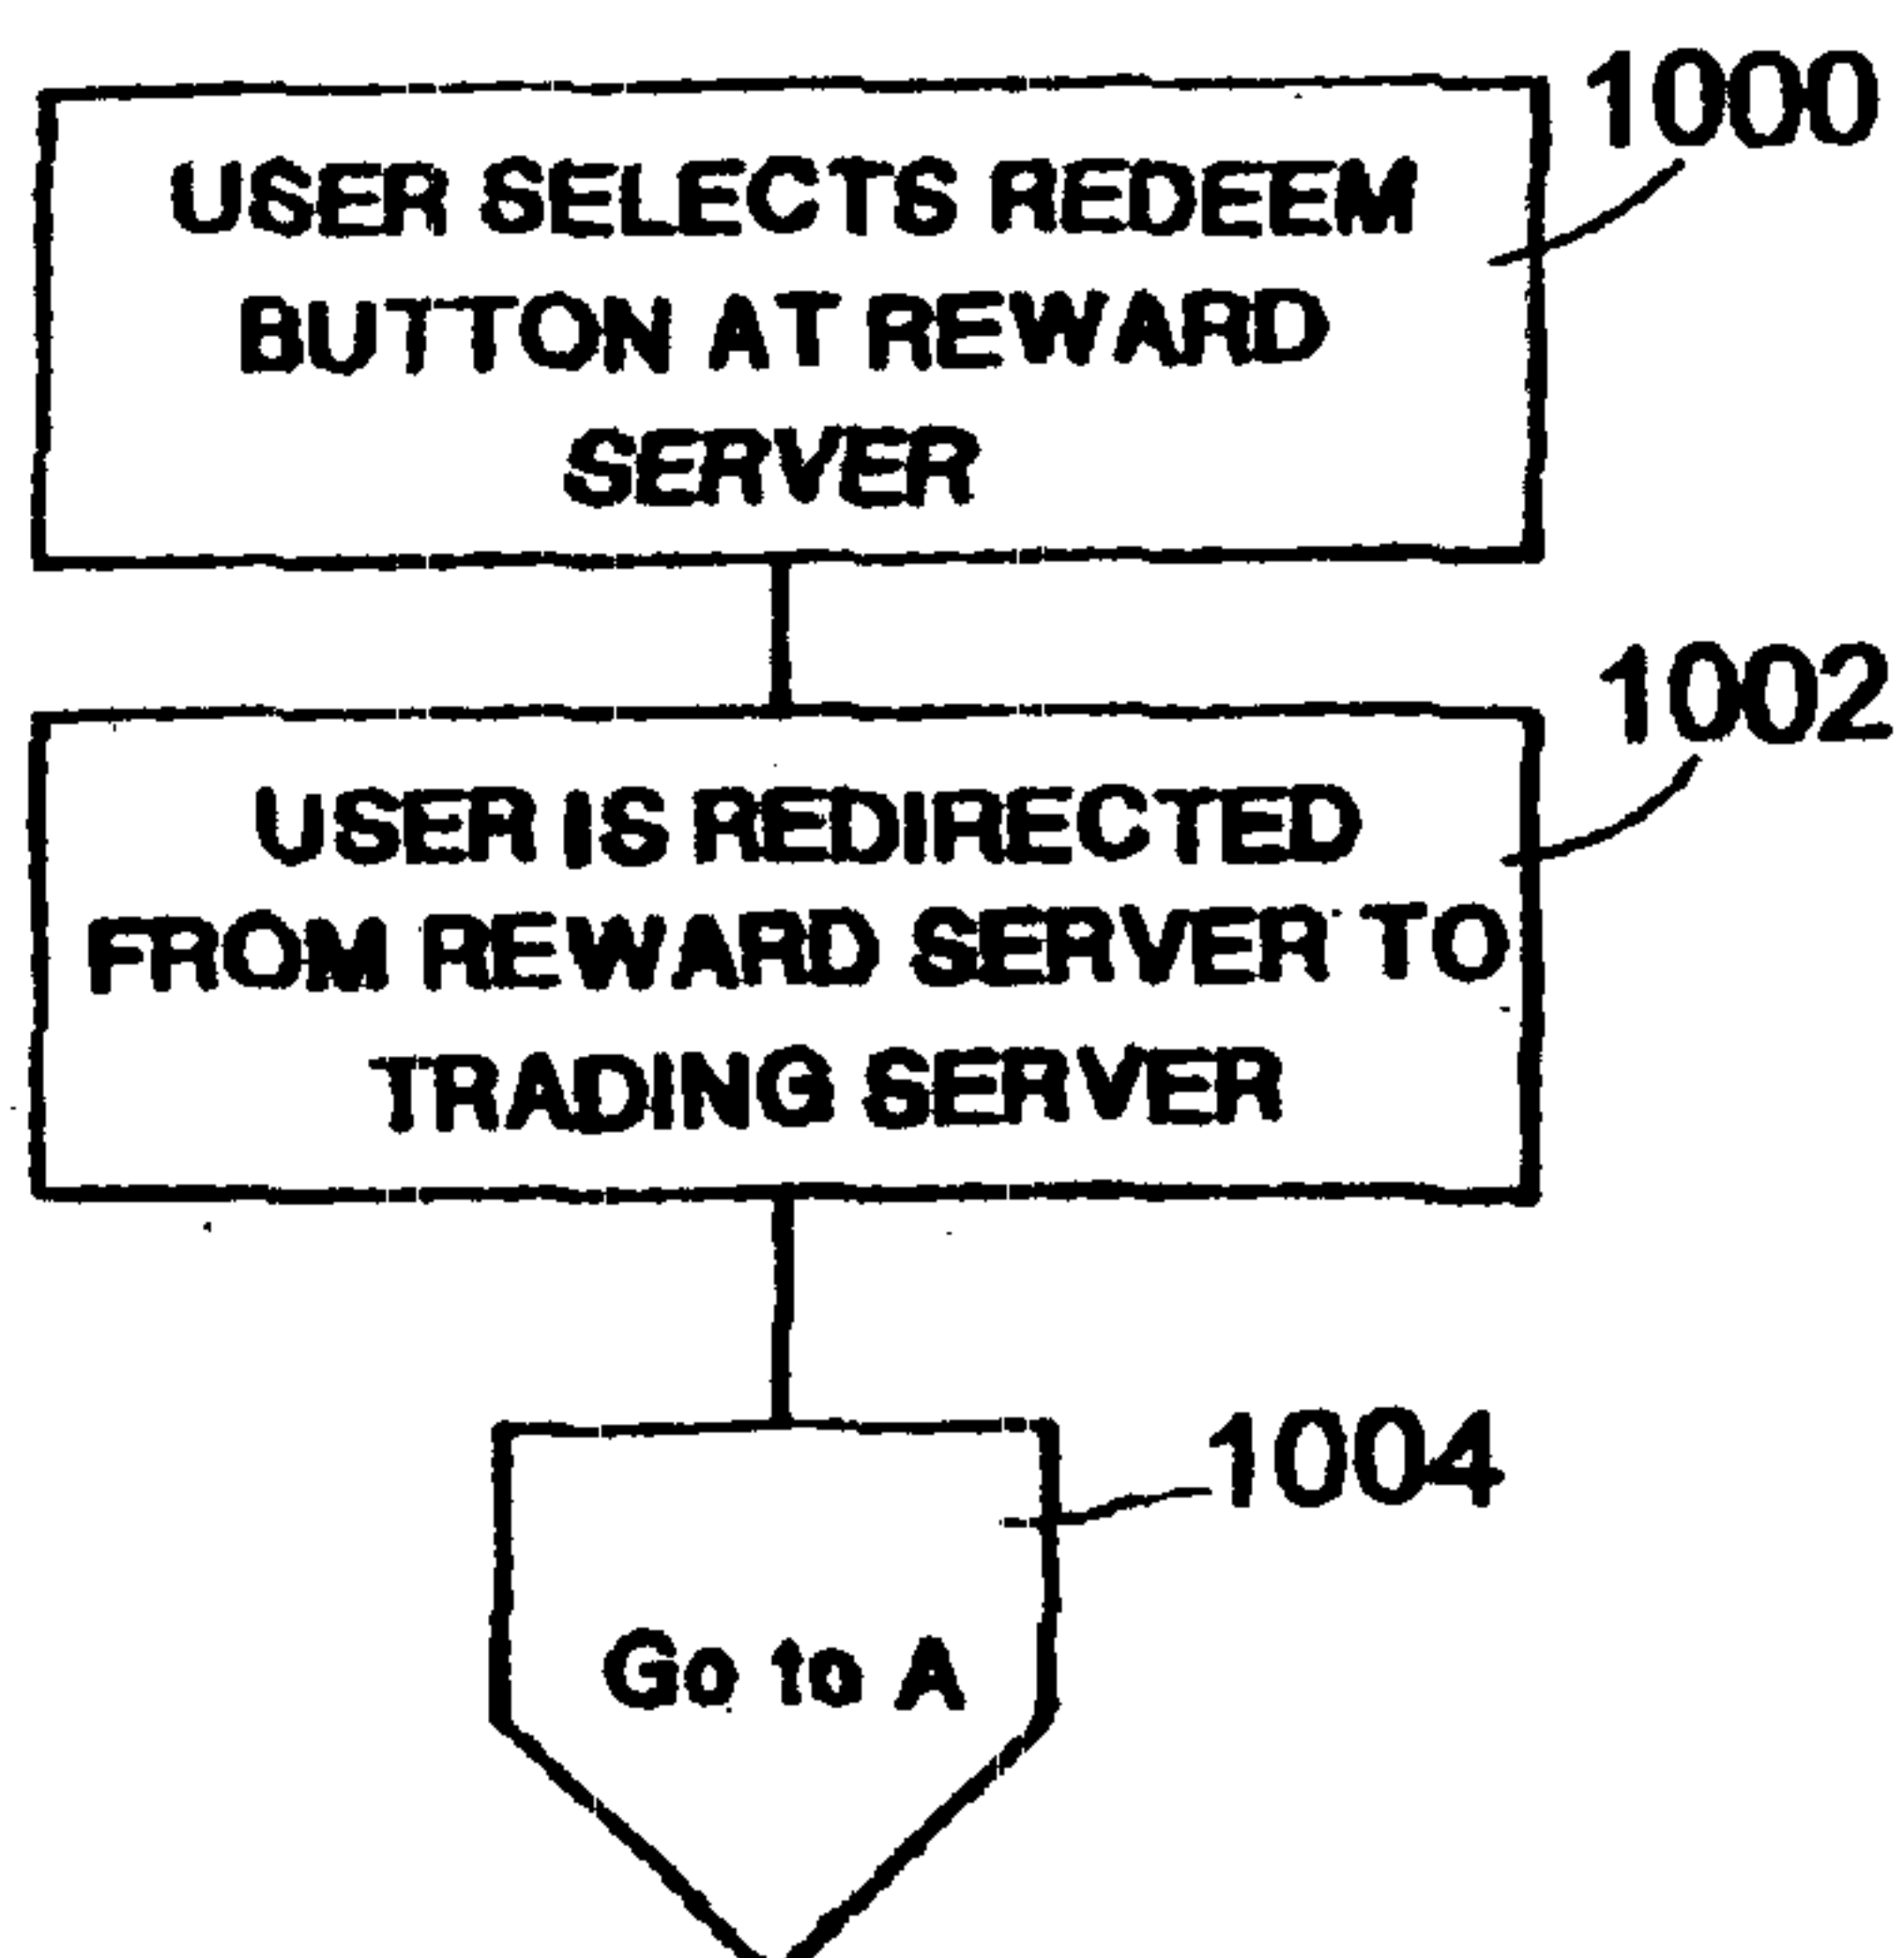 1000
USER SELECTS REDEEM
BUTTON AT REWARD
SERVER
1002
USER IS REDIRECTED
FROM REWARD SERVER TO
TRADING SERVER
1004
Go to A